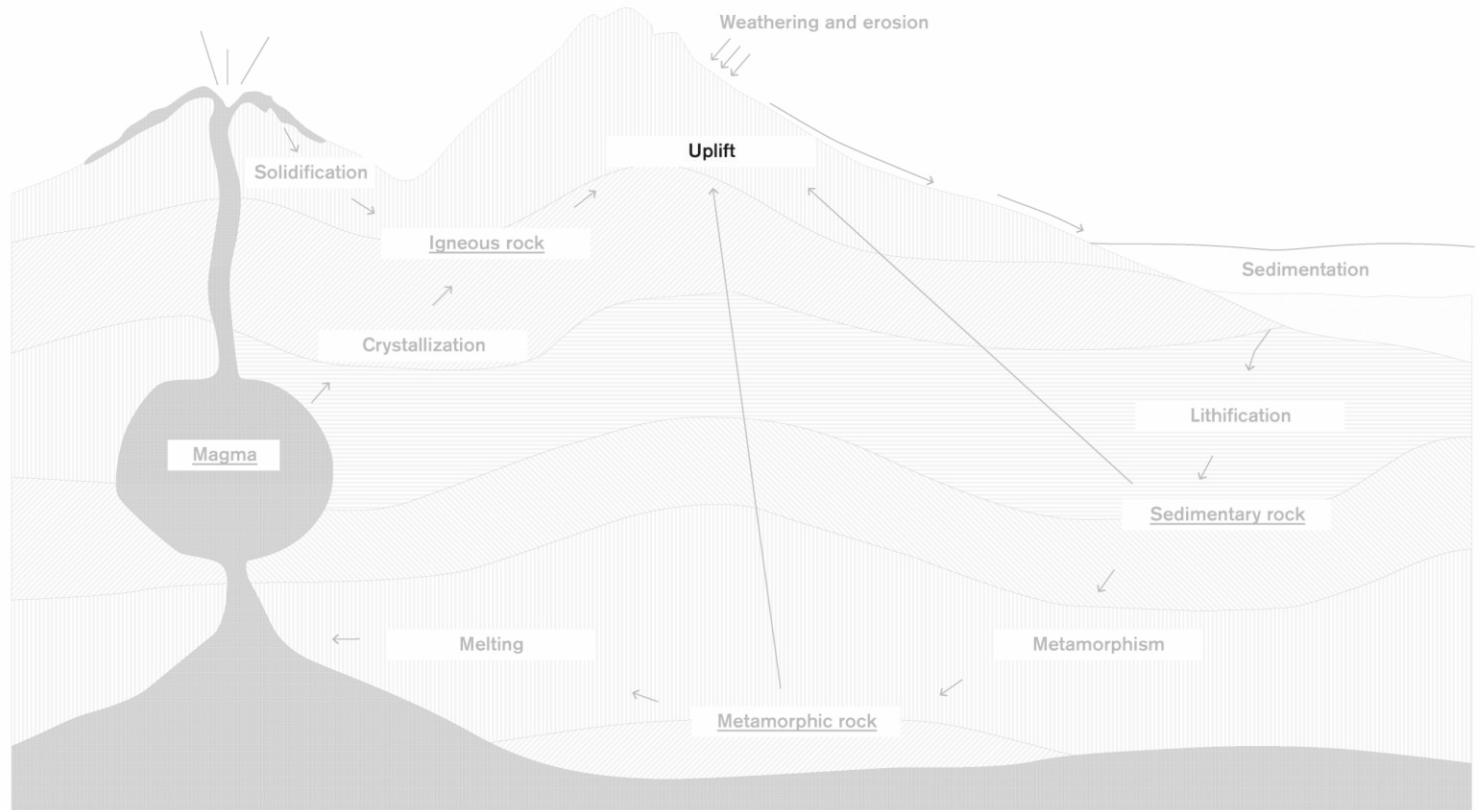 Weathering and erosion
Uplift
Solidification
Igneous rock
Sedimentation
Crystallization
Lithification
Magma
Sedimentary rock
Melting
Metamorphism
Metamorphic rock